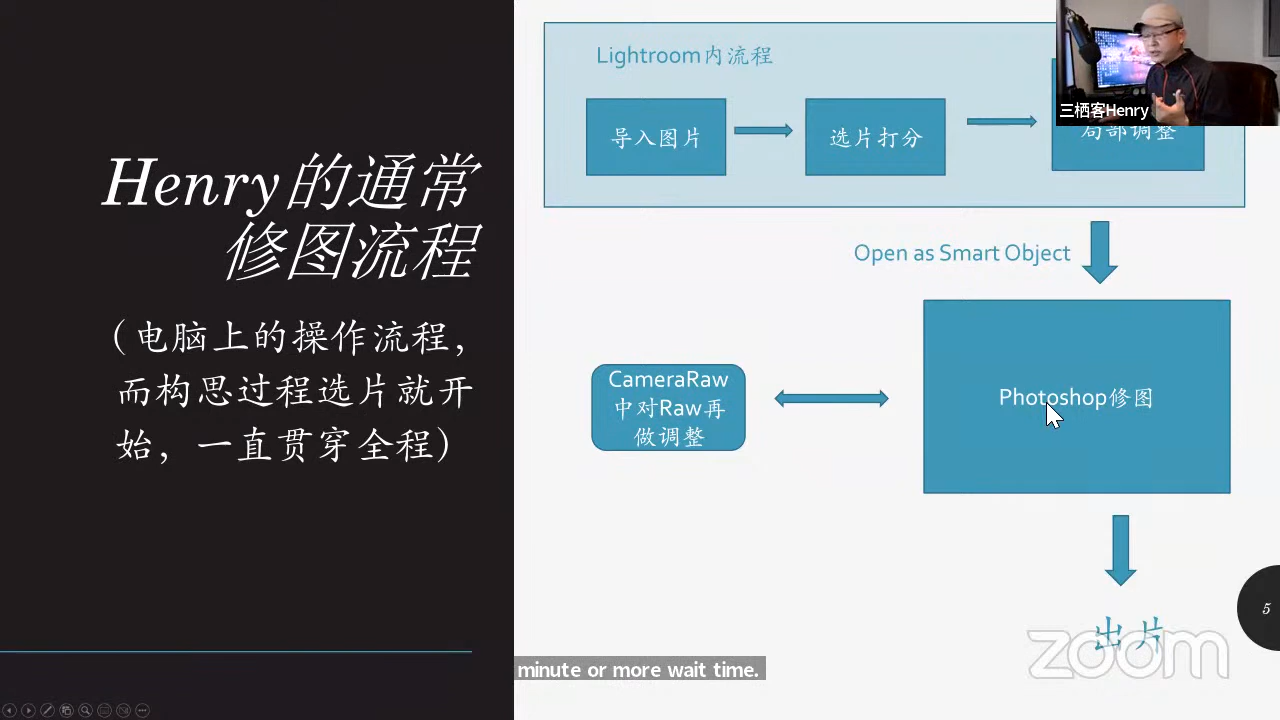 Henry的通常
修图流程
（电脑上的操作流程，
而构思过程选片就开
始，一直贯穿全程）
Lightroom内流程
导入图片
选片打分
局部调整
三栖客Henry
Open as Smart Object
CameraRaw
中对Raw再
做调整
Photoshop修图
出片
5
zoom
minute or more wait time.